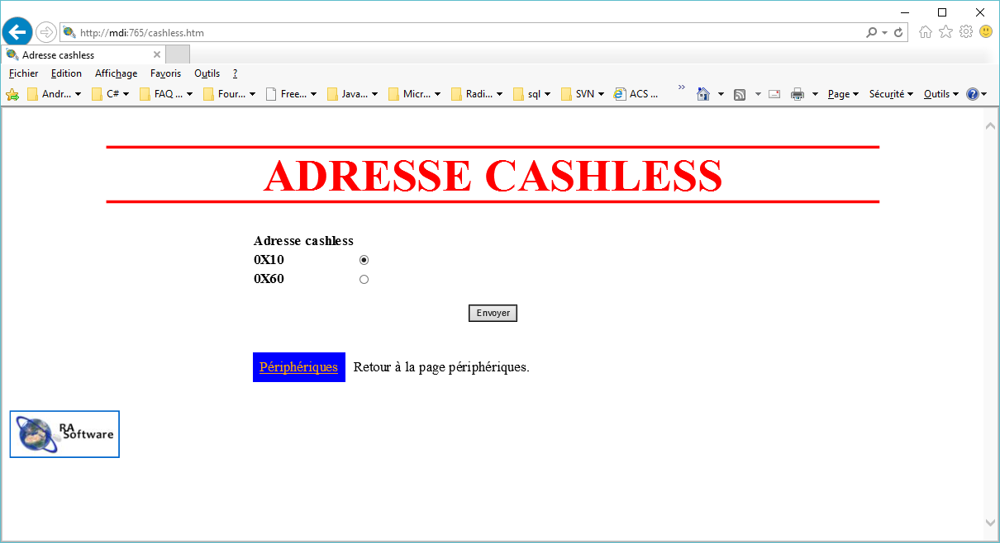 http://mdi:765/cashless.htm
Adresse cashless
Fichier Edition Affichage Favoris Outils ?
Andr... C# FAQ ... Four... Free... Java... Micr... Radi... sql SVN ACS ... » Page Sécurité Outils
ADRESSE CASHLESS
Adresse cashless
0X10
0X60
Envoyer
Périphériques Retour à la page périphériques.
RA
Software